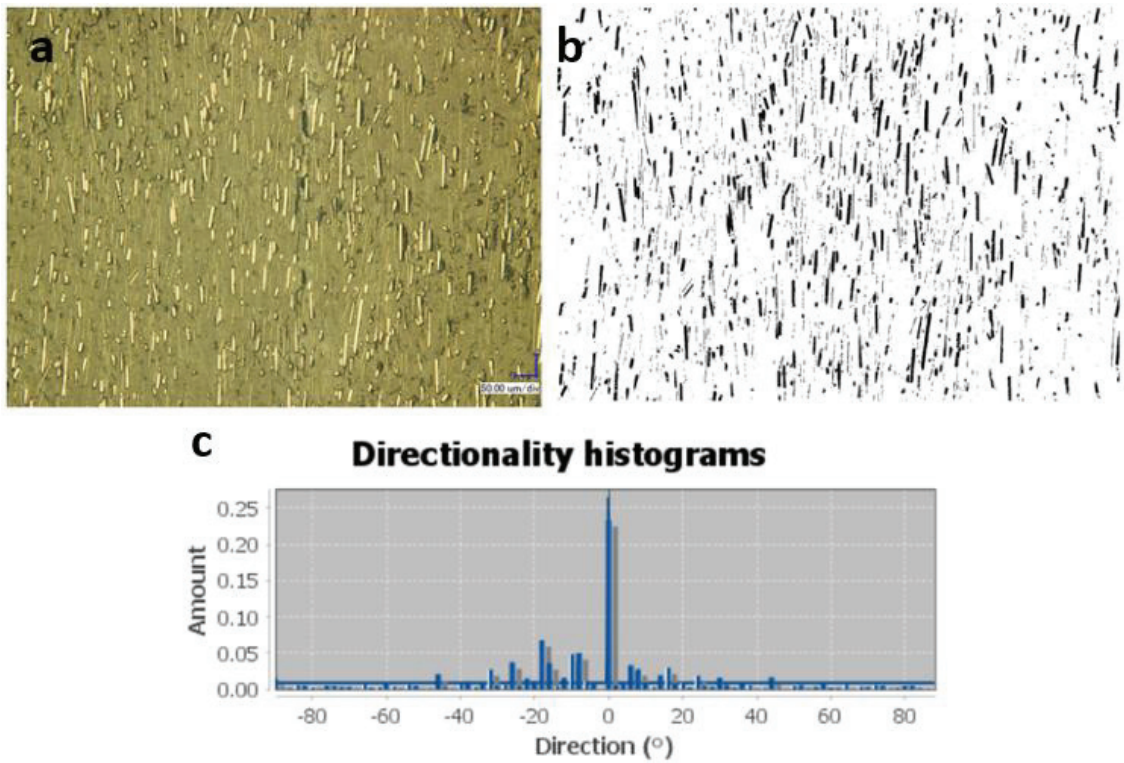 a
b
50.00 um/div
c
Directionality histograms
0.25
0.20
0.15
0.10
0.05
0.00
Amount
-80 -60 -40 -20 0 20 40 60 80
Direction (°)